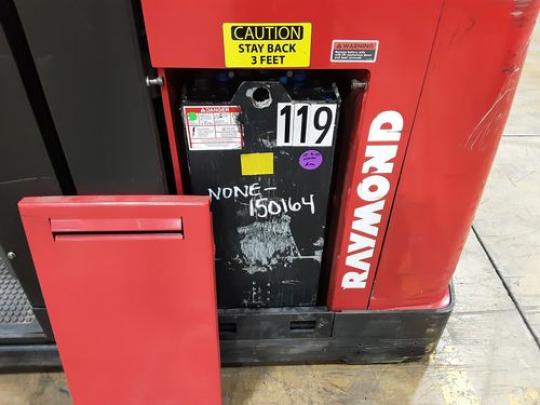 CAUTION
STAY BACK
3 FEET
WARNING
DANGER
119
NONE-
150164
RAYMOND